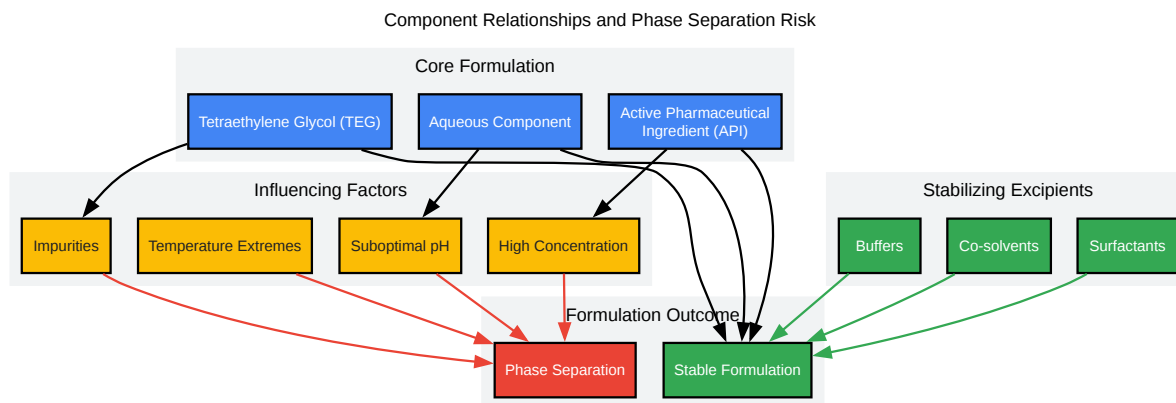 Component Relationships and Phase Separation Risk
Core Formulation
Tetraethylene Glycol (TEG)
Aqueous Component
Active Pharmaceutical
Ingredient (API)
Influencing Factors
Stabilizing Excipients
Impurities
Temperature Extremes
Suboptimal pH
High Concentration
Buffers
Co-solvents
Surfactants
Formulation Outcome
Phase Separation
Stable Formulation